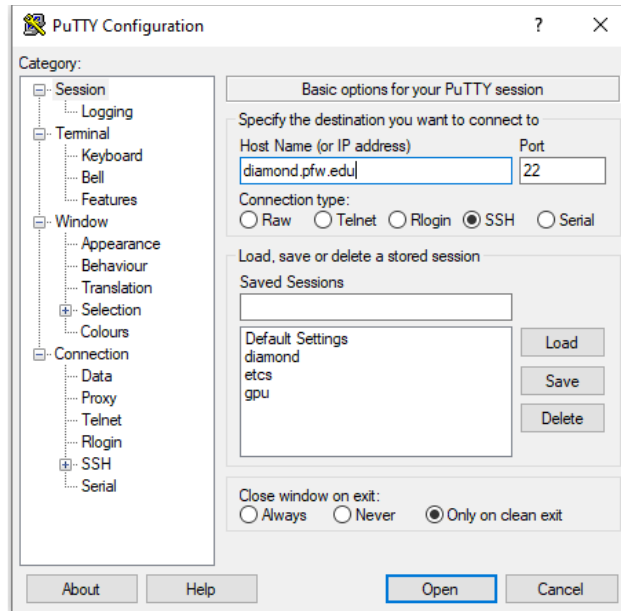 PuTTY Configuration ? ×
Category:
Session
Logging
Terminal
Keyboard
Bell
Features
Window
Appearance
Behaviour
Translation
Selection
Colours
Connection
Data
Proxy
Telnet
Rlogin
SSH
Serial
Basic options for your PuTTY session
Specify the destination you want to connect to
Host Name (or IP address) Port
diamond.pfw.edu 22
Connection type:
Raw Telnet Rlogin SSH Serial
Load, save or delete a stored session
Saved Sessions
Default Settings
diamond
etcs
gpu
Load
Save
Delete
Close window on exit:
Always Never Only on clean exit
About Help Open Cancel